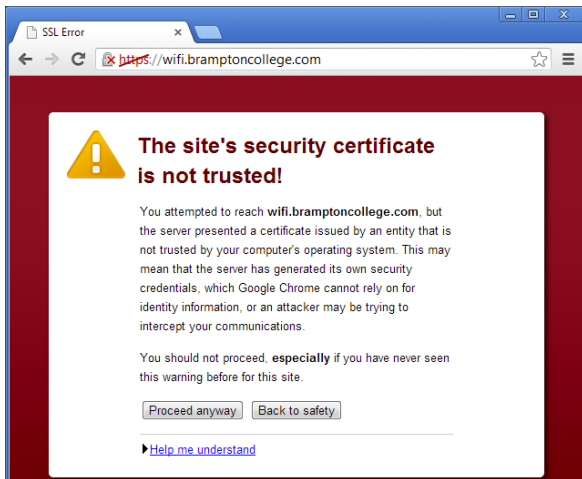 SSL Error
https://wifi.bramptoncollege.com
The site's security certificate
is not trusted!
You attempted to reach wifi.bramptoncollege.com, but
the server presented a certificate issued by an entity that is
not trusted by your computer's operating system. This may
mean that the server has generated its own security
credentials, which Google Chrome cannot rely on for
identity information, or an attacker may be trying to
intercept your communications.
You should not proceed, especially if you have never seen
this warning before for this site.
Proceed anyway Back to safety
Help me understand